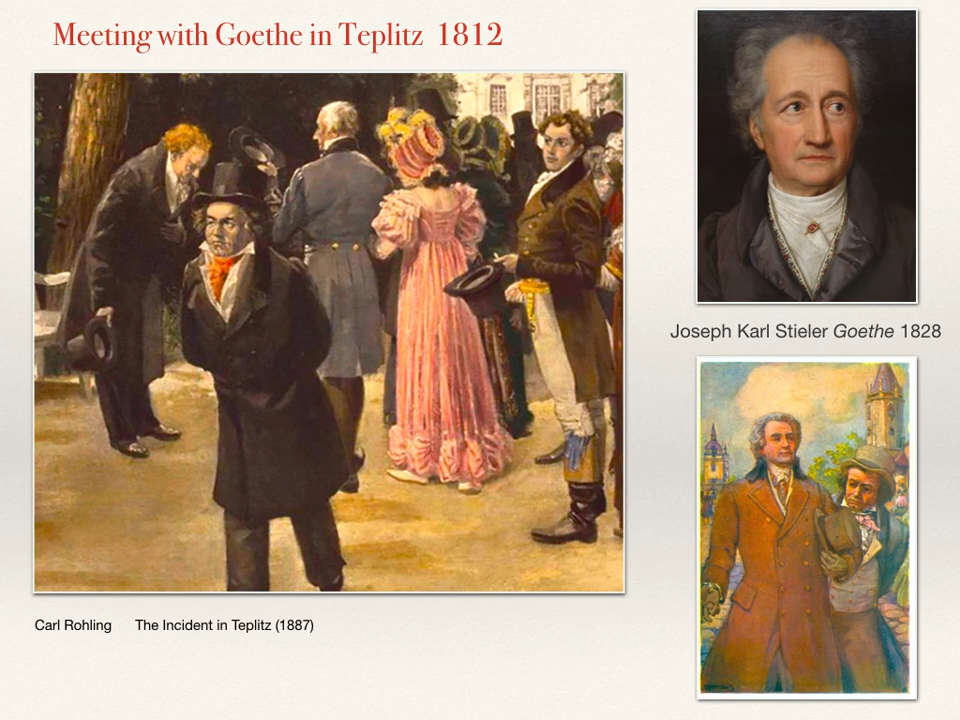 Meeting with Goethe in Teplitz 1812
Joseph Karl Stieler Goethe 1828
Carl Rohling The Incident in Teplitz (1887)